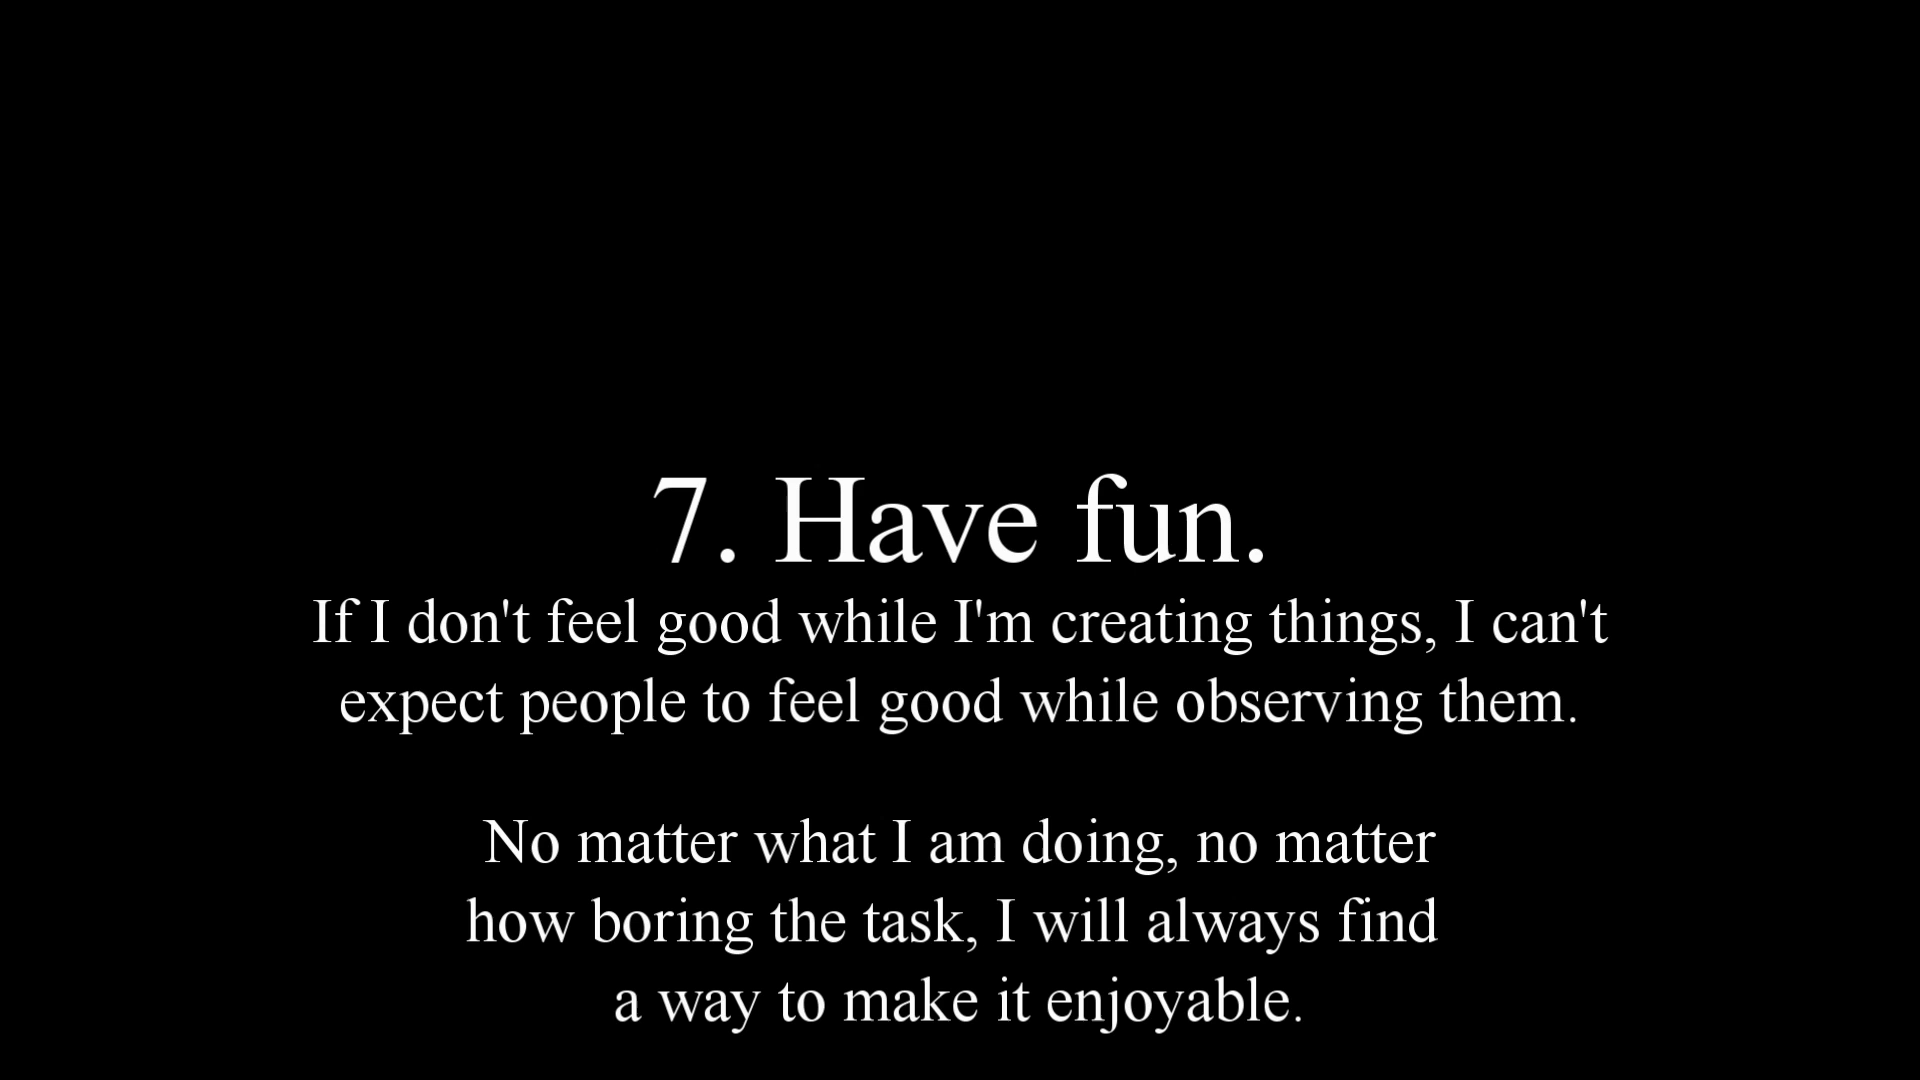 7. Have fun.
If I don't feel good while I'm creating things, I can't
expect people to feel good while observing them.
No matter what I am doing, no matter
how boring the task, I will always find
a way to make it enjoyable.